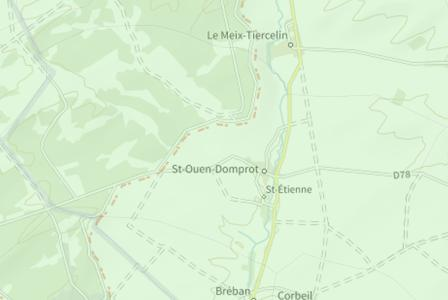 Le Meix-Tiercelin
St-Ouen-Domprot
D78
St-Étienne
Bréban
Corbeil